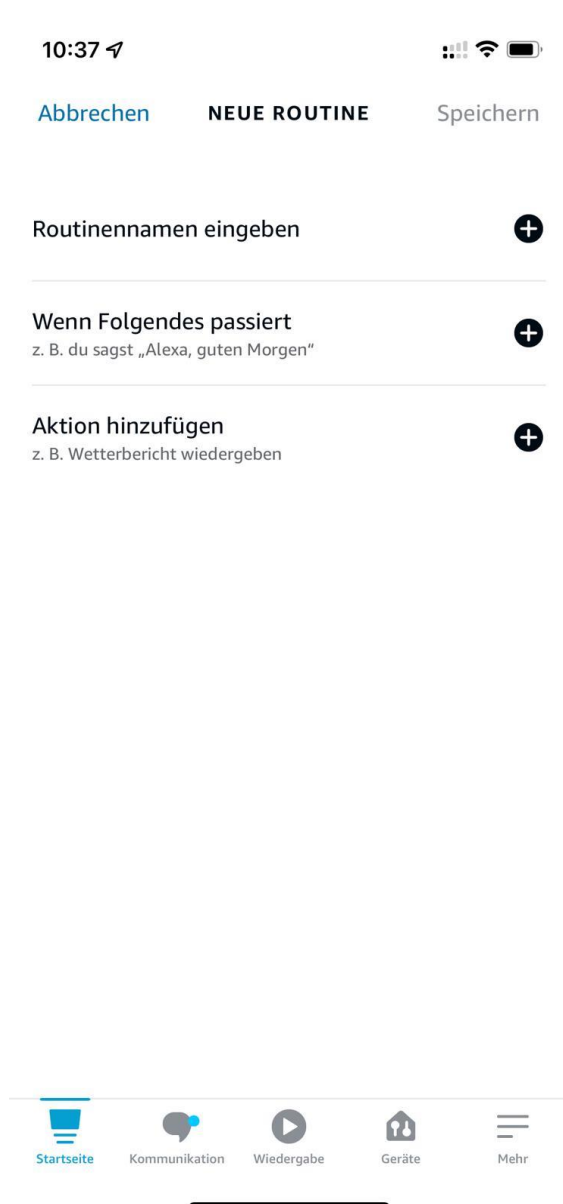 10:37
Abbrechen NEUE ROUTINE Speichern
Routinennamen eingeben
Wenn Folgendes passiert
z. B. du sagst „Alexa, guten Morgen“
Aktion hinzufügen
z. B. Wetterbericht wiedergeben
Startseite Kommunikation Wiedergabe Geräte Mehr